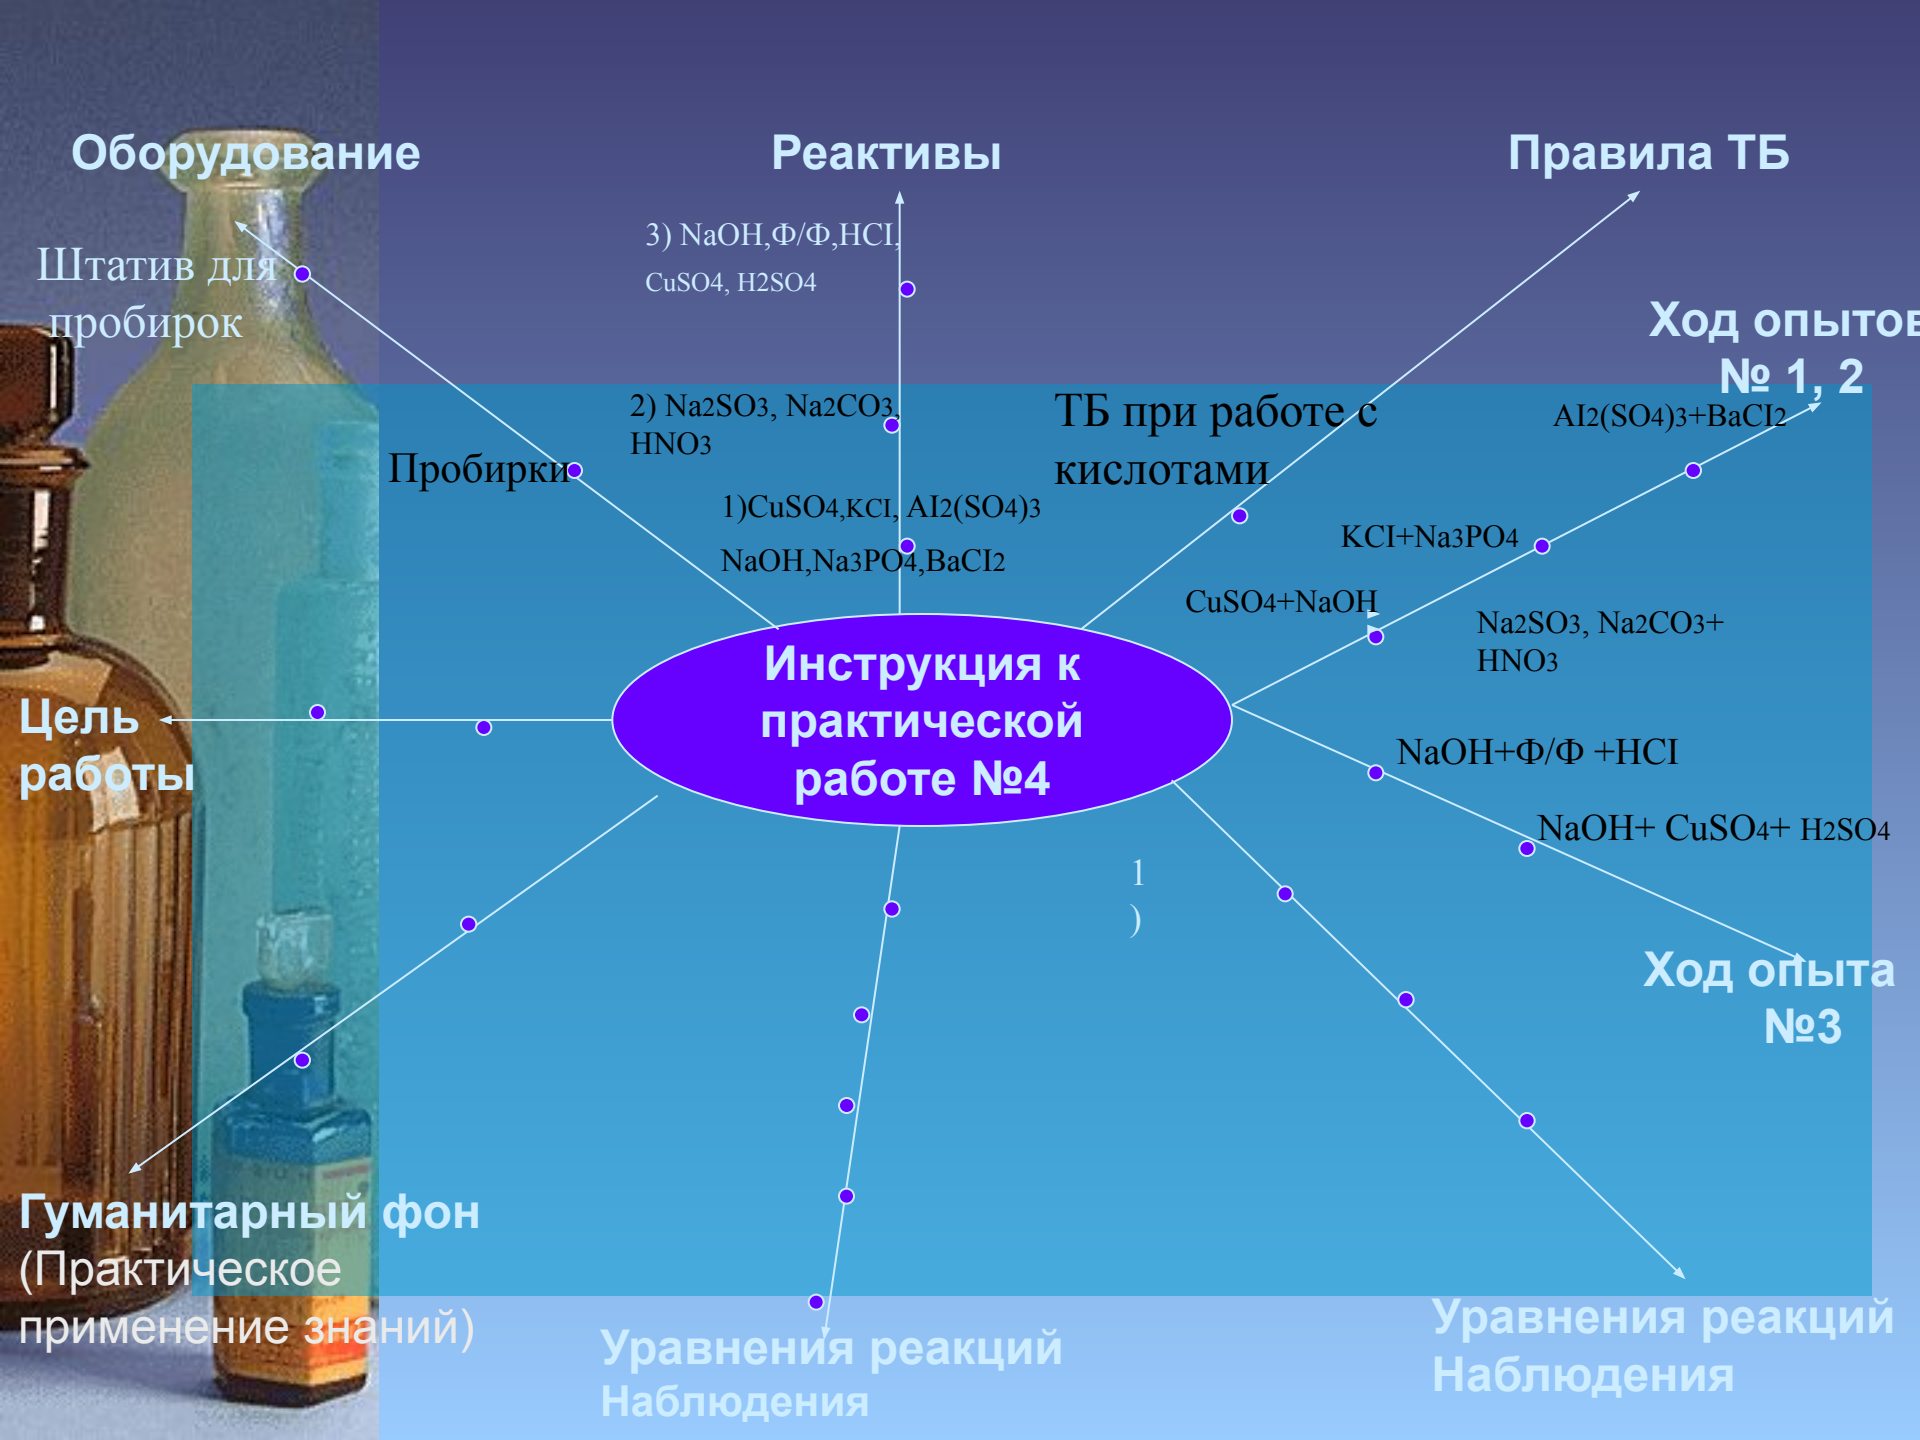 Оборудование
Реактивы
Правила ТБ
Штатив для
пробирок
3) NaOH,Ф/Ф,HCI,
CuSO4, H2SO4
Ход опытов
№ 1, 2
2) Na2SO3, Na2CO3,
HNO3
ТБ при работе с
кислотами
AI2(SO4)3+BaCI2
Пробирки
1)CuSO4,KCI, AI2(SO4)3
NaOH,Na3PO4,BaCI2
KCI+Na3PO4
CuSO4+NaOH
Na2SO3, Na2CO3+
HNO3
Инструкция к
практической
работе №4
Цель
работы
NaOH+Ф/Ф +HCI
NaOH+ CuSO4+ H2SO4
1
)
Ход опыта
№3
Гуманитарный фон
(Практическое
применение знаний)
Уравнения реакций
Наблюдения
Уравнения реакций
Наблюдения